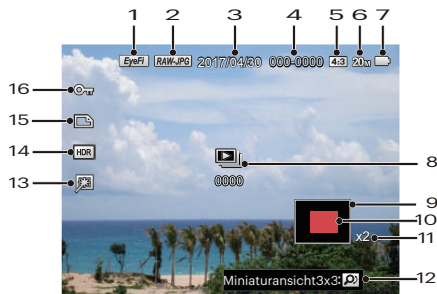 1 2 3 4 5 6 7
EyeFi RAW+JPG 2017/04/30 000-0000 4:3 20M
16
15
14 HDR
13
8
0000
9
10
x2 11
Miniaturansicht3x3: 12